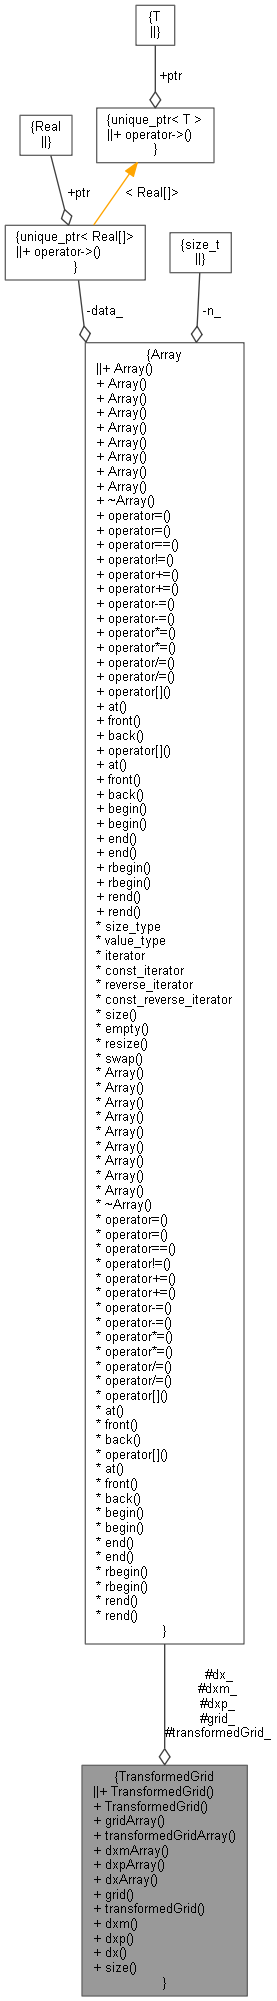 {T
||}
+ptr
{unique_ptr< T >
||+ operator->()
}
{Real
||}
+ptr
< Real[]>
{unique_ptr< Real[]>
||+ operator->()
}
{size_t
||}
-data_
-n_
{Array
||+ Array()
+ Array()
+ Array()
+ Array()
+ Array()
+ Array()
+ Array()
+ Array()
+ Array()
+ ~Array()
+ operator=()
+ operator=()
+ operator==()
+ operator!=()
+ operator+=()
+ operator+=()
+ operator-=()
+ operator-=()
+ operator*=()
+ operator*=()
+ operator/=()
+ operator/=()
+ operator[]()
+ at()
+ front()
+ back()
+ operator[]()
+ at()
+ front()
+ back()
+ begin()
+ begin()
+ end()
+ end()
+ rbegin()
+ rbegin()
+ rend()
+ rend()
* size_type
* value_type
* iterator
* const_iterator
* reverse_iterator
* const_reverse_iterator
* size()
* empty()
* resize()
* swap()
* Array()
* Array()
* Array()
* Array()
* Array()
* Array()
* Array()
* Array()
* Array()
* ~Array()
* operator=()
* operator=()
* operator==()
* operator!=()
* operator+=()
* operator+=()
* operator-=()
* operator-=()
* operator*=()
* operator*=()
* operator/=()
* operator/=()
* operator[]()
* at()
* front()
* back()
* operator[]()
* at()
* front()
* back()
* begin()
* begin()
* end()
* end()
* rbegin()
* rbegin()
* rend()
* rend()
}
#dx_
#dxm_
#dxp_
#grid_
#transformedGrid_
{TransformedGrid
||+ TransformedGrid()
+ TransformedGrid()
+ gridArray()
+ transformedGridArray()
+ dxmArray()
+ dxpArray()
+ dxArray()
+ grid()
+ transformedGrid()
+ dxm()
+ dxp()
+ dx()
+ size()
}